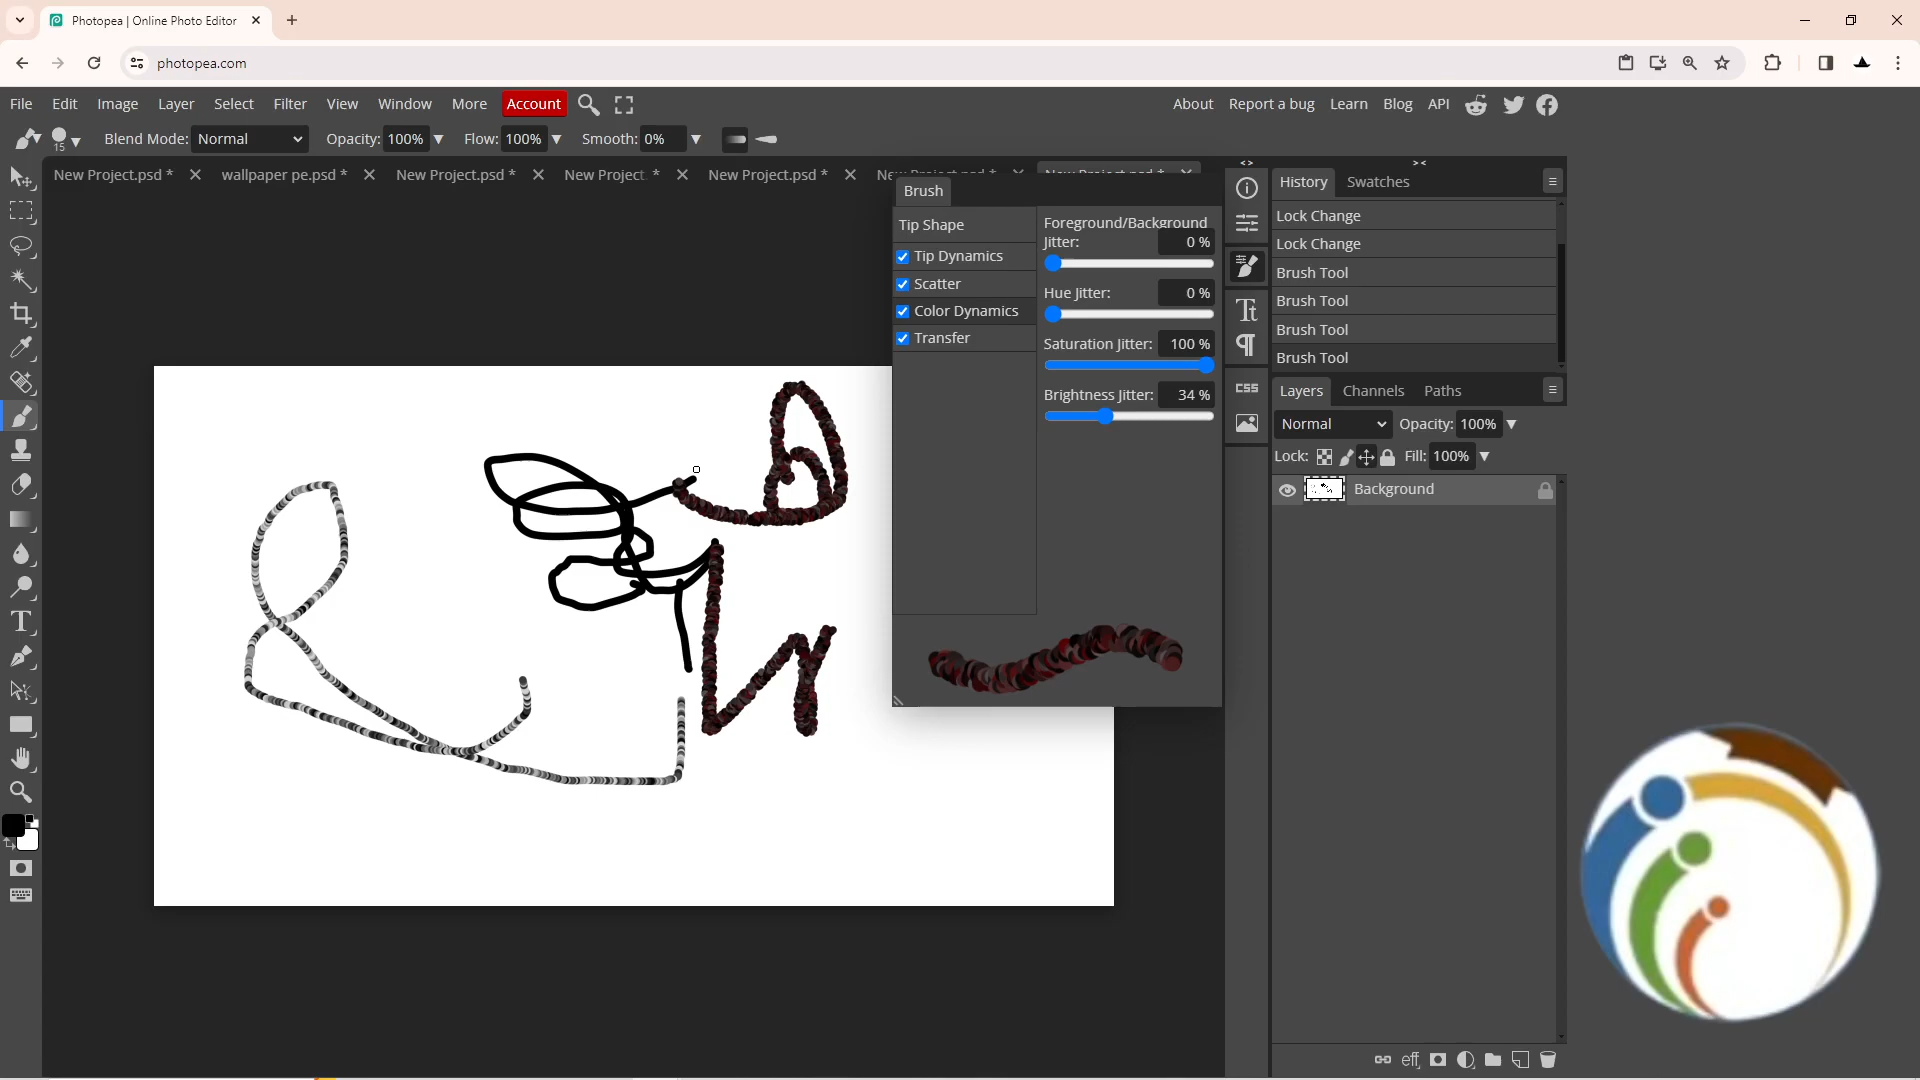 Photopea | Online Photo Editor
photopea.com
File Edit Image Layer Select Filter View Window More Account About Report a bug Learn Blog API
15 Blend Mode: Normal Opacity: 100% Flow: 100% Smooth: 0%
New Project.psd * wallpaper pe.psd * New Project.psd * New Project. * New Project.psd *
Brush
Tip Shape
Tip Dynamics
Scatter
Color Dynamics
Transfer
Foreground/Background
Jitter: 0 %
Hue Jitter: 0 %
Saturation Jitter: 100 %
Brightness Jitter: 34 %
CSS
History Swatches
Lock Change
Lock Change
Brush Tool
Brush Tool
Brush Tool
Brush Tool
Layers Channels Paths
Normal Opacity: 100%
Lock: Fill: 100%
Background
eff